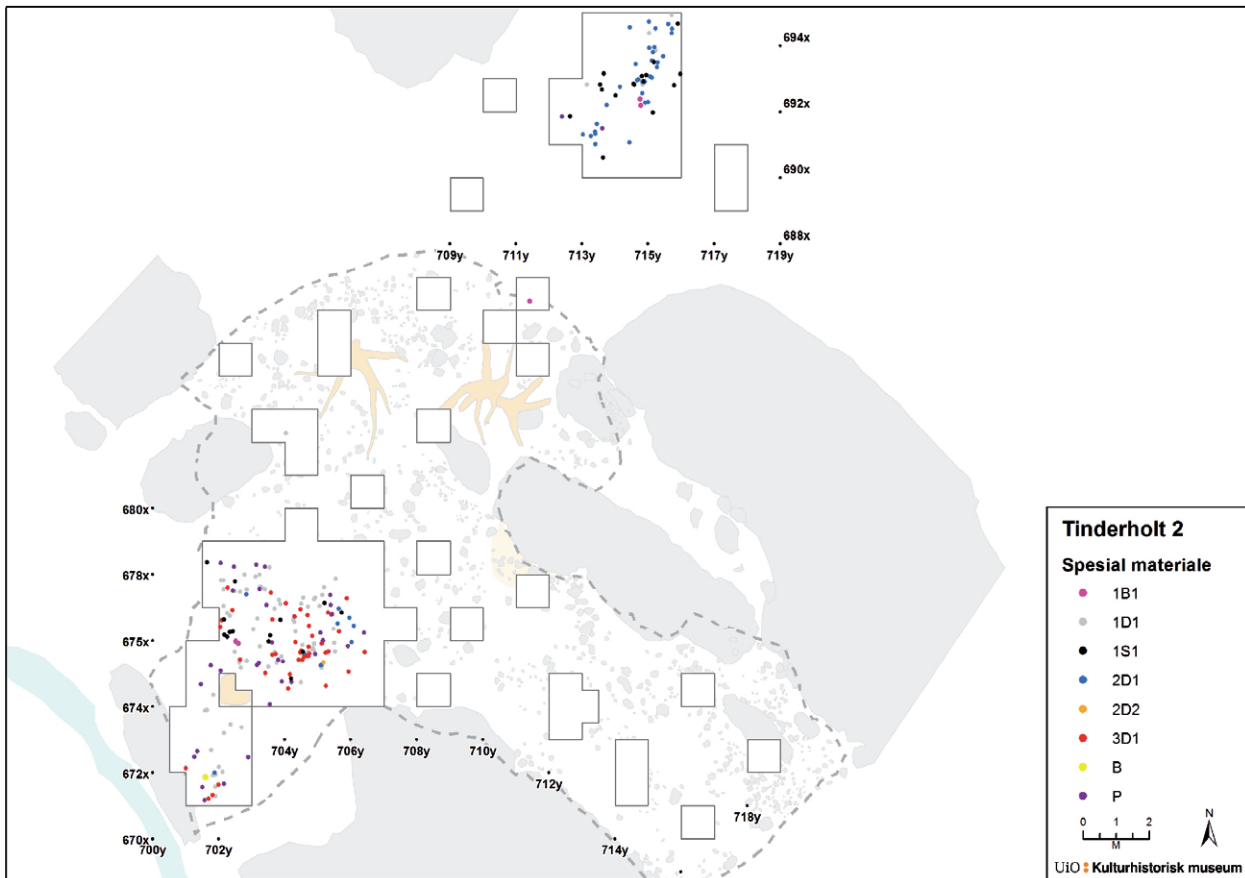 694x
692x
690x
688x
709y 711y 713y 715y 717y 719y
680x
678x
675x
674x
672x
670x
704y 706y 708y 710y
712y
718y
700y 702y 714y
Tinderholt 2
Spesial materiale
1B1
1D1
1S1
2D1
2D2
3D1
B
P
0 1 2
M
N
UiO Kulturhistorisk museum